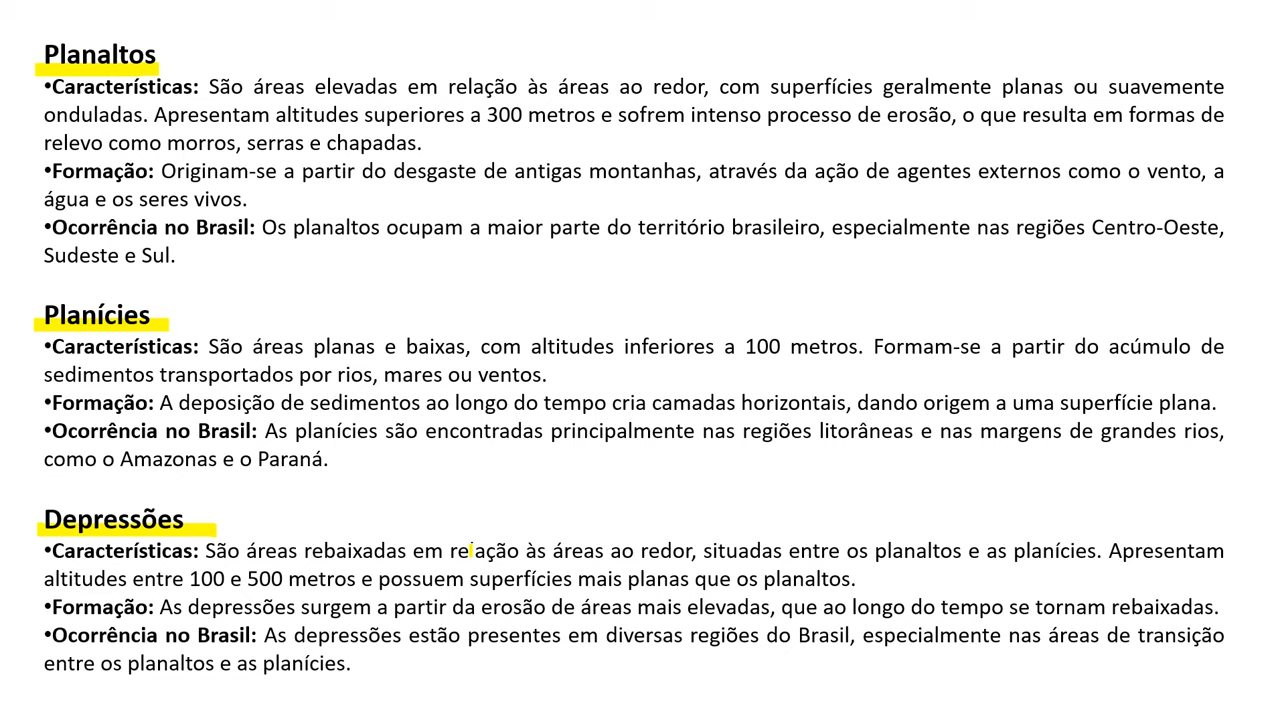 Planaltos
•Características: São áreas elevadas em relação às áreas ao redor, com superfícies geralmente planas ou suavemente
onduladas. Apresentam altitudes superiores a 300 metros e sofrem intenso processo de erosão, o que resulta em formas de
relevo como morros, serras e chapadas.
•Formação: Originam-se a partir do desgaste de antigas montanhas, através da ação de agentes externos como o vento, a
água e os seres vivos.
•Ocorrência no Brasil: Os planaltos ocupam a maior parte do território brasileiro, especialmente nas regiões Centro-Oeste,
Sudeste e Sul.
Planícies
•Características: São áreas planas e baixas, com altitudes inferiores a 100 metros. Formam-se a partir do acúmulo de
sedimentos transportados por rios, mares ou ventos.
•Formação: A deposição de sedimentos ao longo do tempo cria camadas horizontais, dando origem a uma superfície plana.
•Ocorrência no Brasil: As planícies são encontradas principalmente nas regiões litorâneas e nas margens de grandes rios,
como o Amazonas e o Paraná.
Depressões
•Características: São áreas rebaixadas em relação às áreas ao redor, situadas entre os planaltos e as planícies. Apresentam
altitudes entre 100 e 500 metros e possuem superfícies mais planas que os planaltos.
•Formação: As depressões surgem a partir da erosão de áreas mais elevadas, que ao longo do tempo se tornam rebaixadas.
•Ocorrência no Brasil: As depressões estão presentes em diversas regiões do Brasil, especialmente nas áreas de transição
entre os planaltos e as planícies.